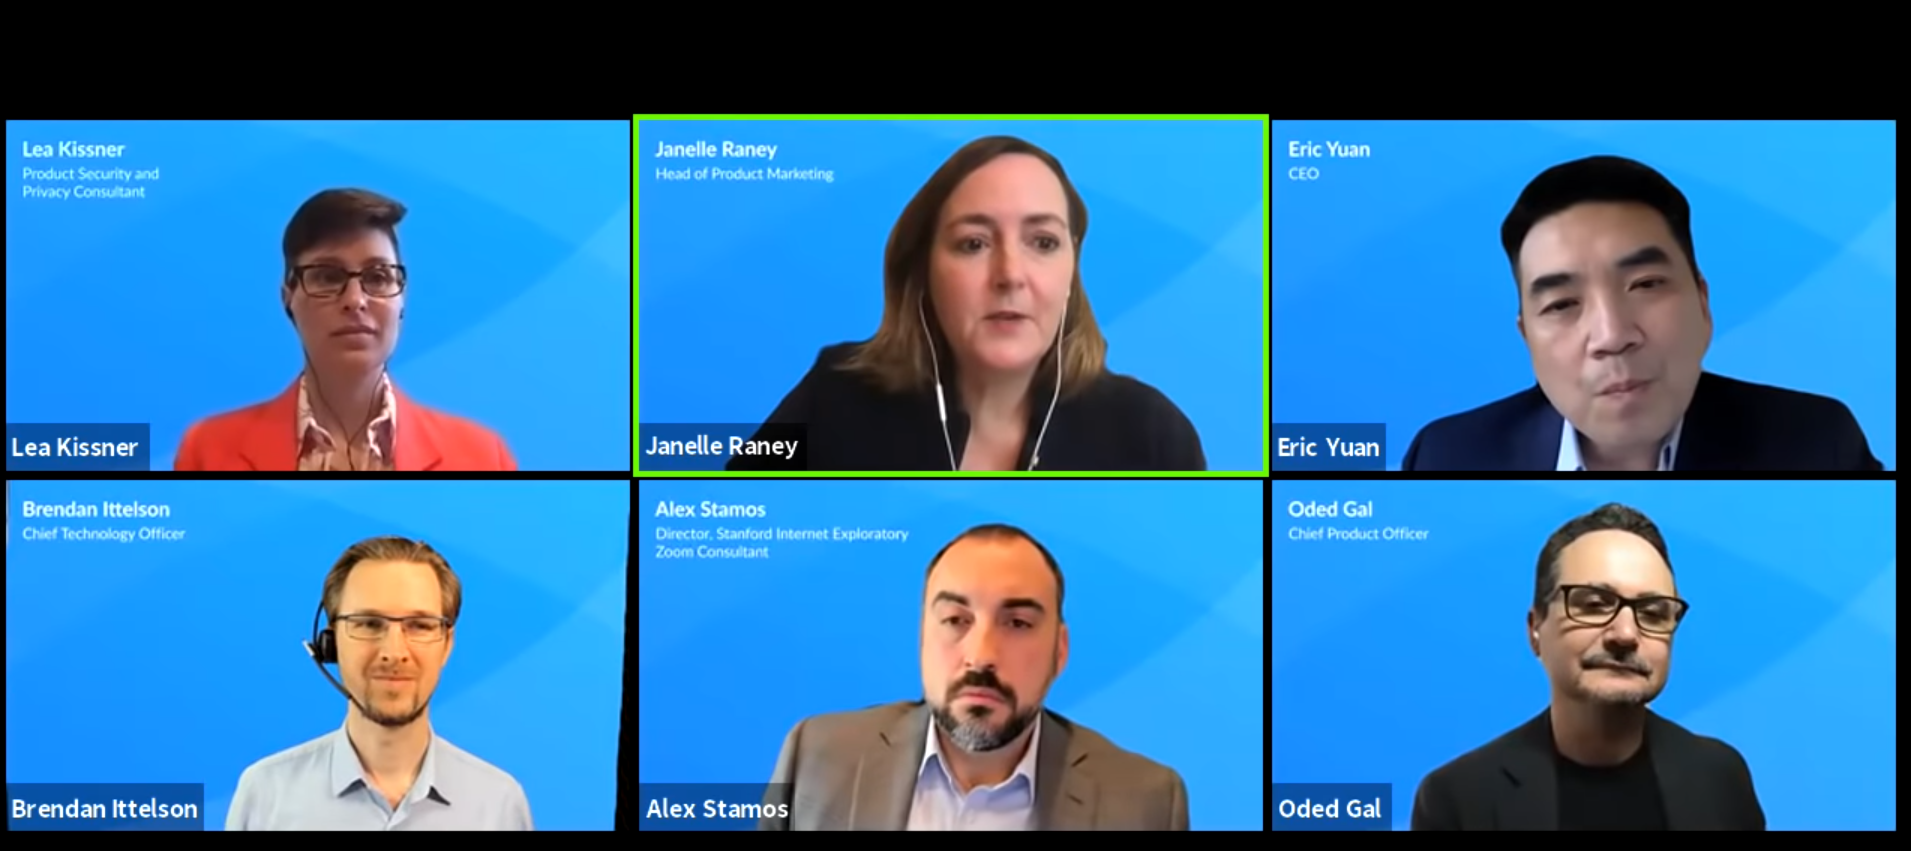 Lea Kissner
Product Security and
Privacy Consultant
Lea Kissner
Janelle Raney
Head of Product Marketing
Janelle Raney
Eric Yuan
CEO
Eric Yuan
Brendan Ittelson
Chief Technology Officer
Brendan Ittelson
Alex Stamos
Director, Stanford Internet Exploratory
Zoom Consultant
Alex Stamos
Oded Gal
Chief Product Officer
Oded Gal